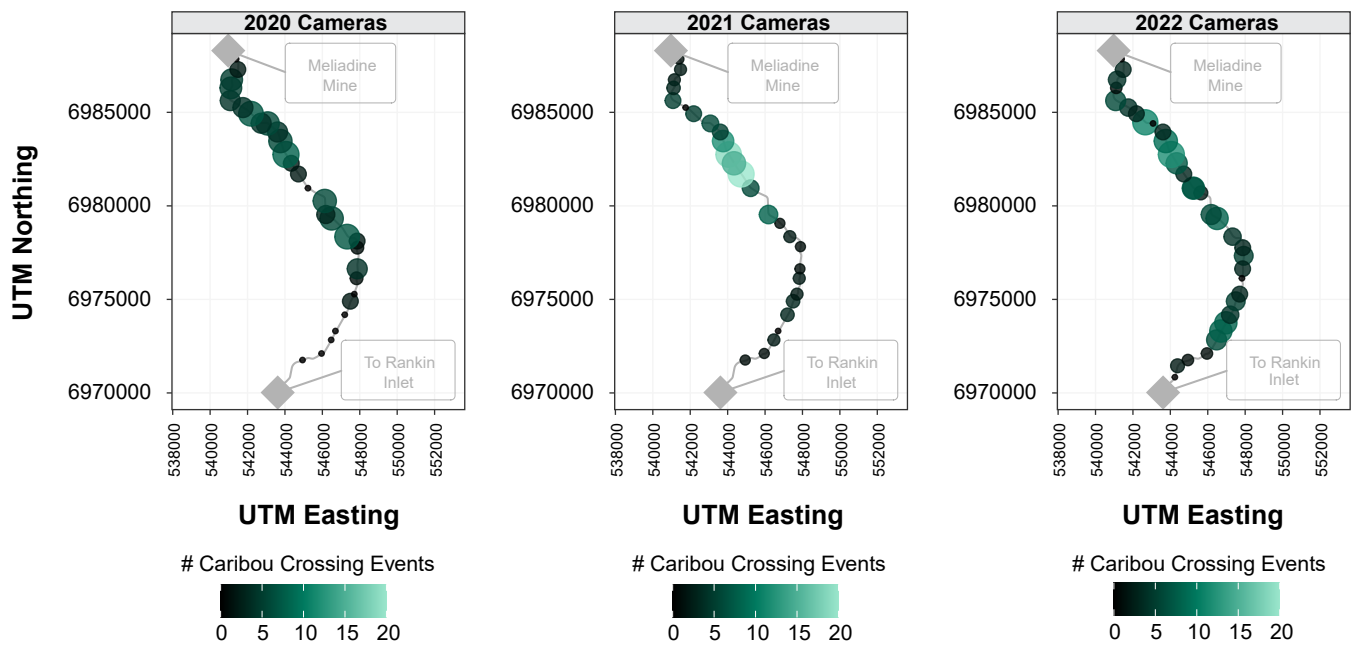 2020 Cameras
2021 Cameras
2022 Cameras
UTM Northing
Meliadine
Mine
6985000
6980000
6975000
6970000
To Rankin
Inlet
538000
540000
542000
544000
546000
548000
550000
552000
Meliadine
Mine
6985000
6980000
6975000
6970000
To Rankin
Inlet
538000
540000
542000
544000
546000
548000
550000
552000
Meliadine
Mine
6985000
6980000
6975000
6970000
To Rankin
Inlet
538000
540000
542000
544000
546000
548000
550000
552000
UTM Easting
UTM Easting
UTM Easting
# Caribou Crossing Events
0 5 10 15 20
# Caribou Crossing Events
0 5 10 15 20
# Caribou Crossing Events
0 5 10 15 20